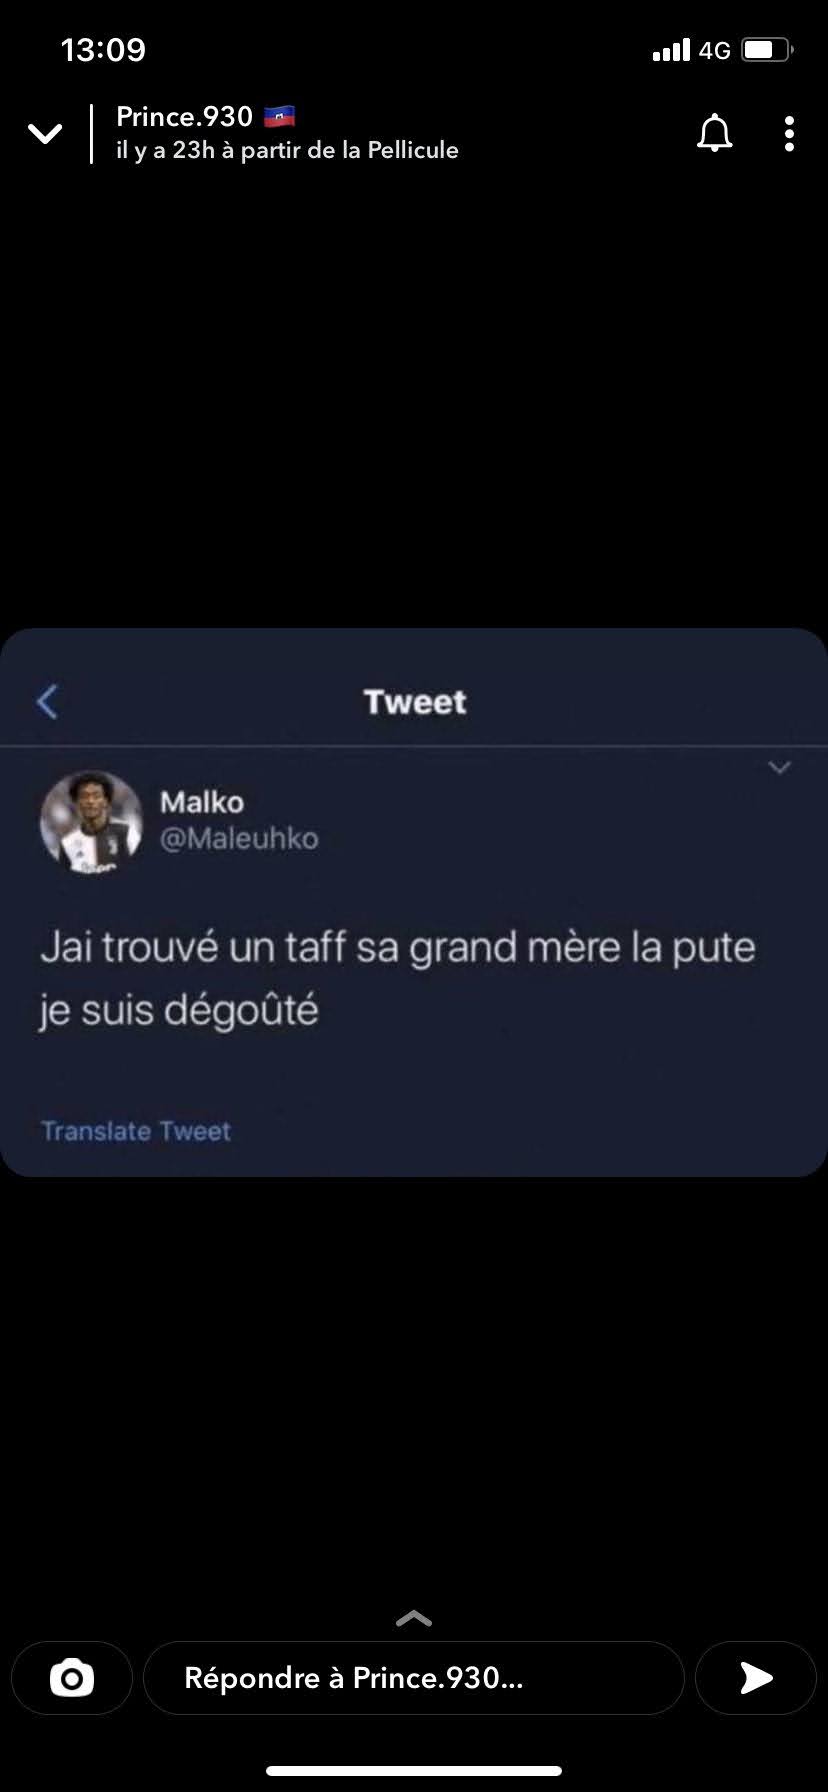 13:09
4G
Prince.930 🇭🇹
il y a 23h à partir de la Pellicule
Tweet
Malko
@Maleuhko
Jai trouvé un taff sa grand mère la pute
je suis dégoûté
Translate Tweet
Répondre à Prince.930...